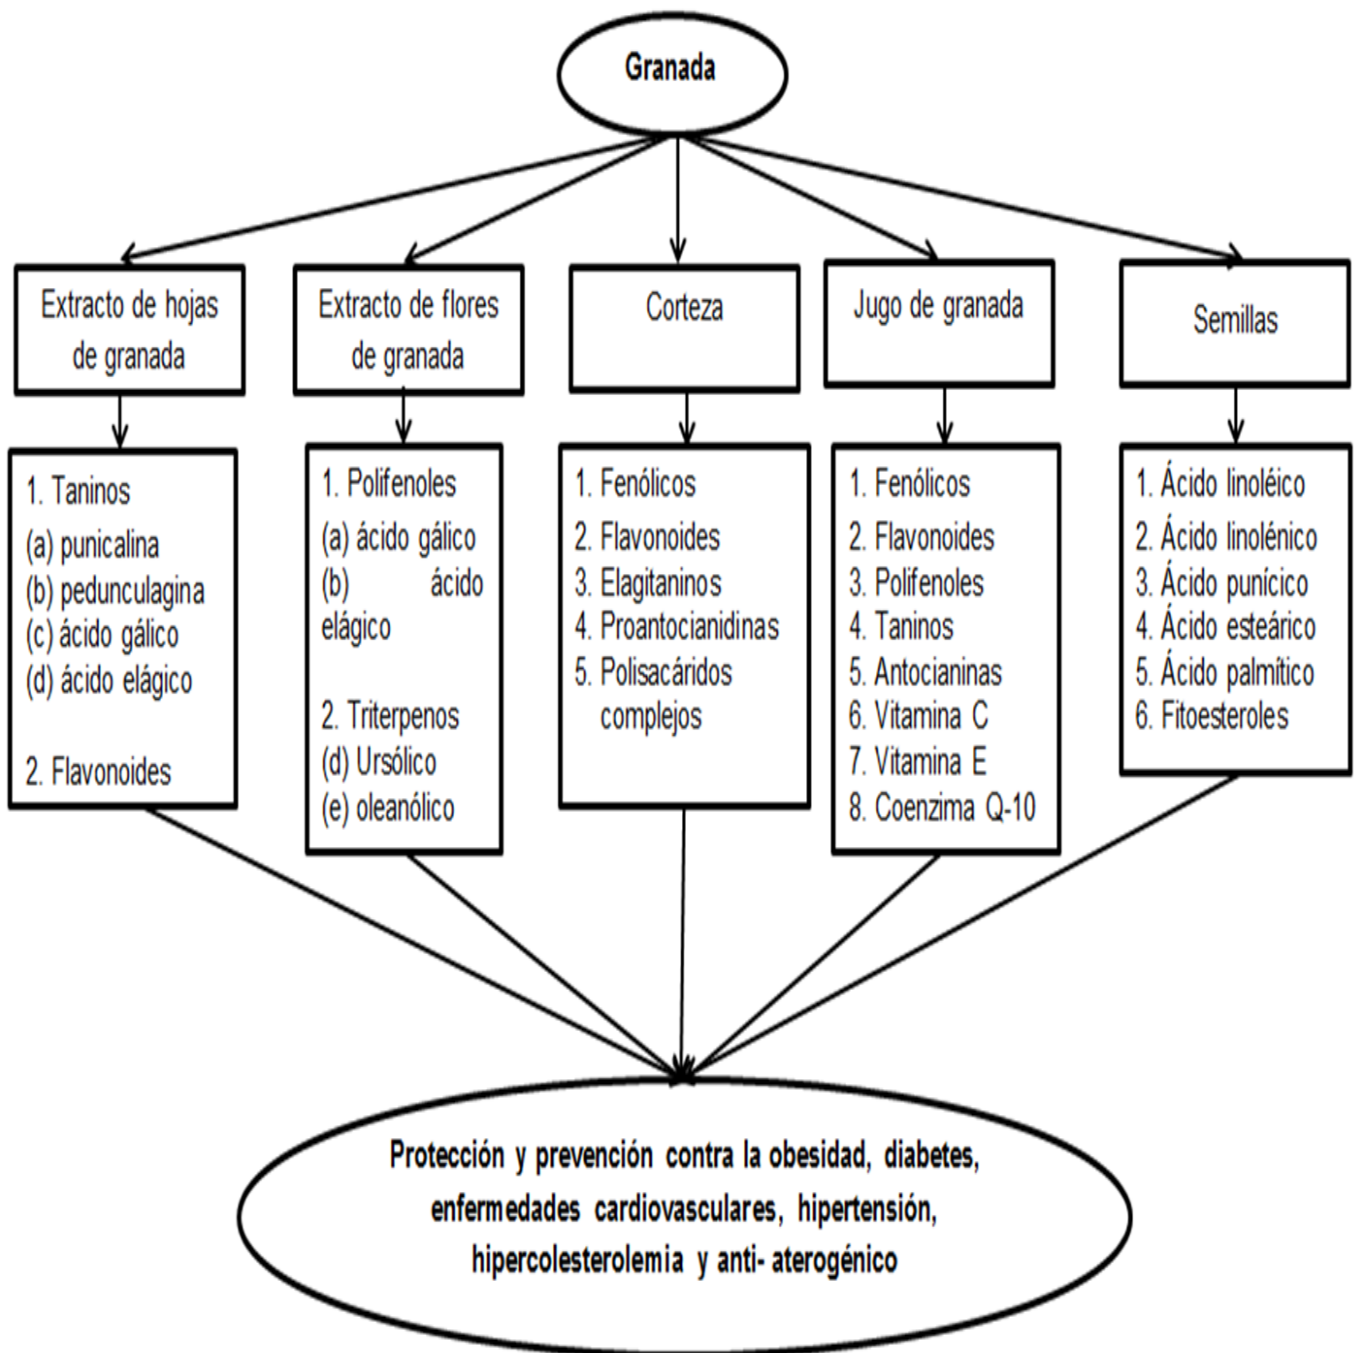 Granada
Extracto de hojas
de granada
Extracto de flores
de granada
Corteza
Jugo de granada
Semillas
1. Taninos
(a) punicalina
(b) pedunculagina
(c) ácido gálico
(d) ácido elágico
2. Flavonoides
1. Polifenoles
(a) ácido gálico
(b) ácido
elágico
2. Triterpenos
(d) Ursólico
(e) oleanólico
1. Fenólicos
2. Flavonoides
3. Elagitaninos
4. Proantocianidinas
5. Polisacáridos
complejos
1. Fenólicos
2. Flavonoides
3. Polifenoles
4. Taninos
5. Antocianinas
6. Vitamina C
7. Vitamina E
8. Coenzima Q-10
1. Ácido linoléico
2. Ácido linolénico
3. Ácido punícico
4. Ácido esteárico
5. Ácido palmítico
6. Fitoesteroles
Protección y prevención contra la obesidad, diabetes,
enfermedades cardiovasculares, hipertensión,
hipercolesterolemia y anti- aterogénico